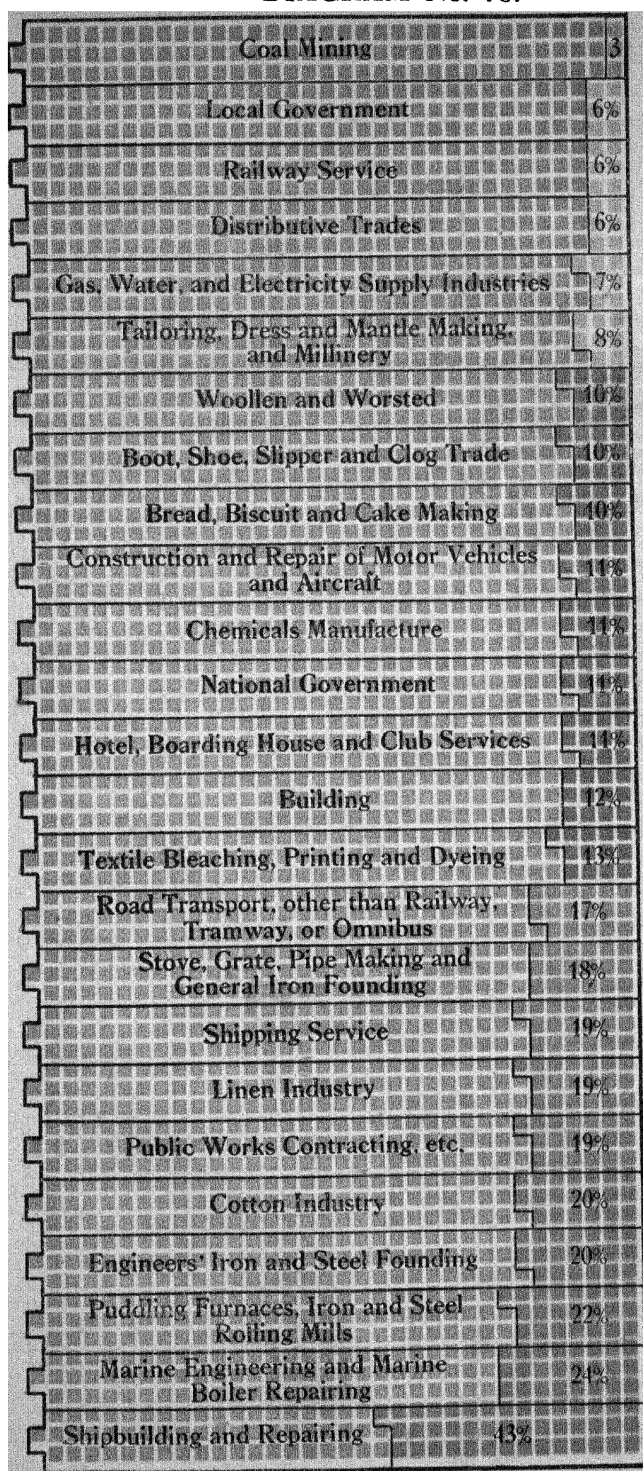 Coal Mining 3
Local Government 6%
Railway Service 6%
Distributive Trades 6%
Gas, Water, and Electricity Supply Industries 7%
Tailoring, Dress and Mantle Making,
and Millinery 8%
Woollen and Worsted 10%
Boot, Shoe, Slipper and Clog Trade 10%
Bread, Biscuit and Cake Making 10%
Construction and Repair of Motor Vehicles
and Aircraft 11%
Chemicals Manufacture 11%
National Government 11%
Hotel, Boarding House and Club Services 11%
Building 12%
Textile Bleaching, Printing and Dyeing 13%
Road Transport, other than Railway,
Tramway, or Omnibus 17%
Stove, Grate, Pipe Making and
General Iron Founding 18%
Shipping Service 19%
Linen Industry 19%
Public Works Contracting, etc. 19%
Cotton Industry 20%
Engineers' Iron and Steel Founding 20%
Puddling Furnaces, Iron and Steel
Rolling Mills 22%
Marine Engineering and Marine
Boiler Repairing 24%
Shipbuilding and Repairing 43%